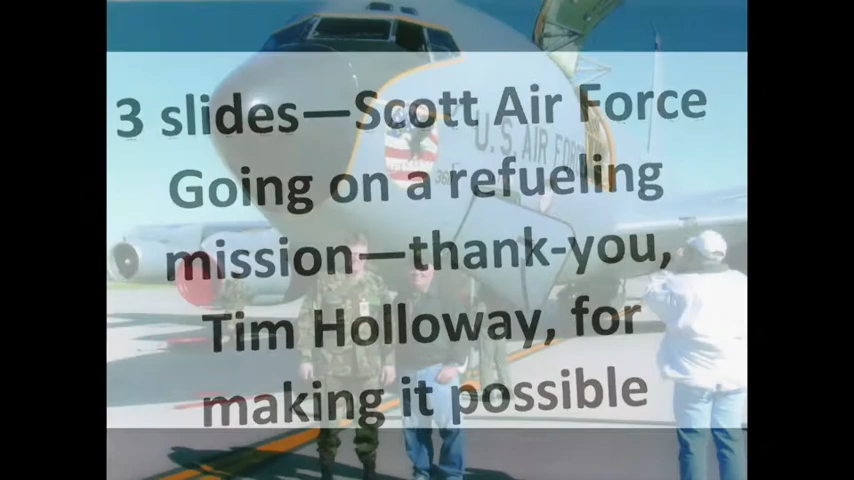 3 slides—Scott Air Force
Going on a refueling
mission—thank-you,
Tim Holloway, for
making it possible
U.S. AIR FORCE